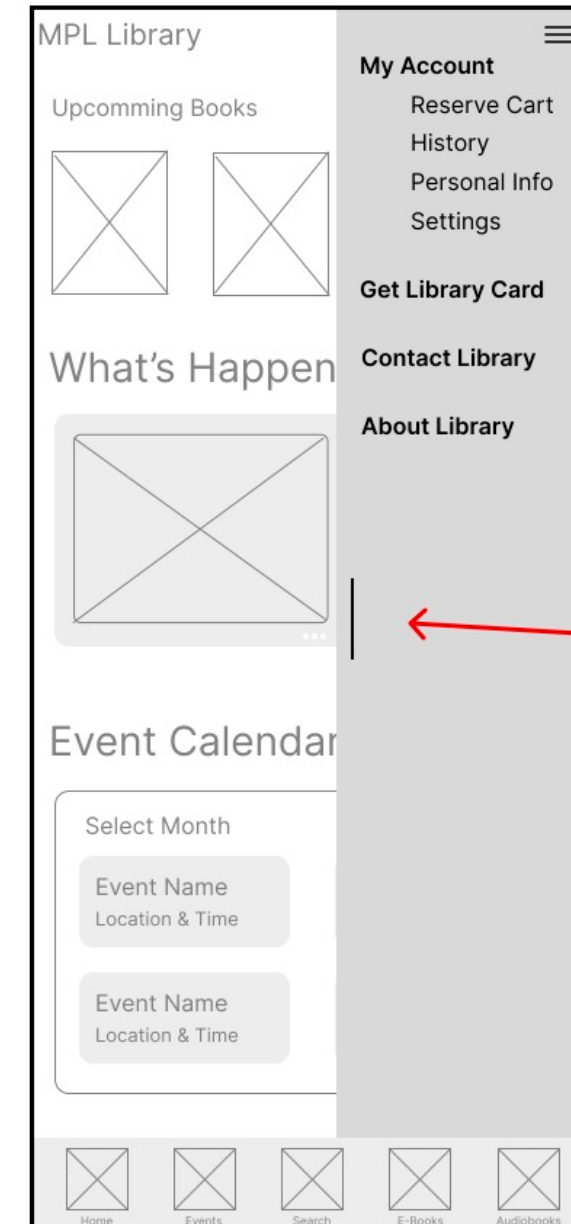 MPL Library
Upcomming Books
What's Happen
Event Calendar
Select Month
Event Name
Location & Time
Event Name
Location & Time
My Account
Reserve Cart
History
Personal Info
Settings
Get Library Card
Contact Library
About Library
Home
Events
Search
E-Books
Audiobooks